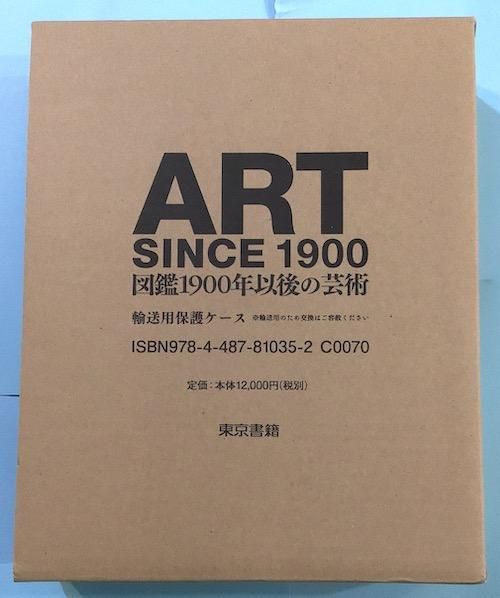 ART
SINCE 1900
図鑑1900年以後の芸術
輸送用保護ケース ※輸送用のため交換はご容赦ください
ISBN978-4-487-81035-2 C0070
定価：本体12,000円（税別）
東京書籍